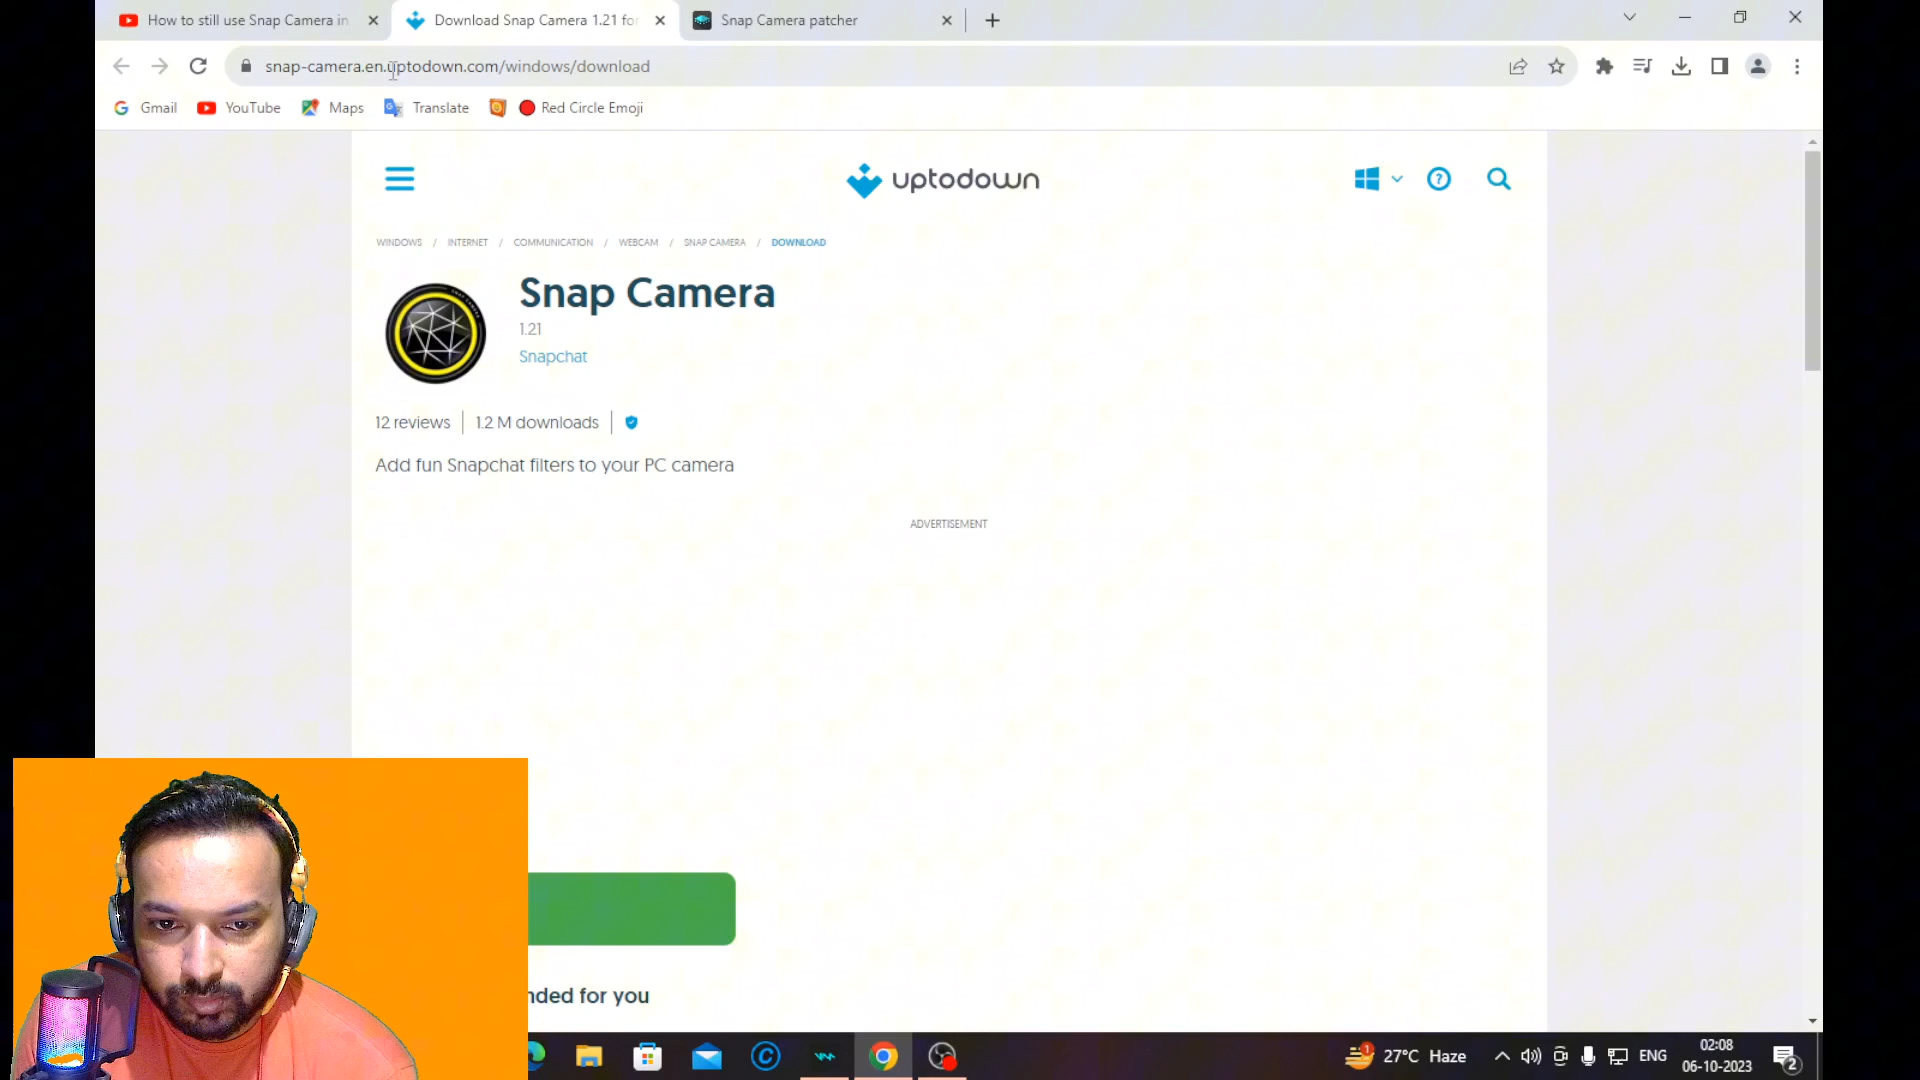 How to still use Snap Camera in
Download Snap Camera 1.21 for
Snap Camera patcher
snap-camera.en.uptodown.com/windows/download
Gmail
YouTube
Maps
Translate
Red Circle Emoji
uptodown
WINDOWS / INTERNET / COMMUNICATION / WEBCAM / SNAP CAMERA / DOWNLOAD
Snap Camera
1.21
Snapchat
12 reviews
1.2 M downloads
Add fun Snapchat filters to your PC camera
ADVERTISEMENT
nded for you
1
27°C Haze
ENG
02:08
06-10-2023
2